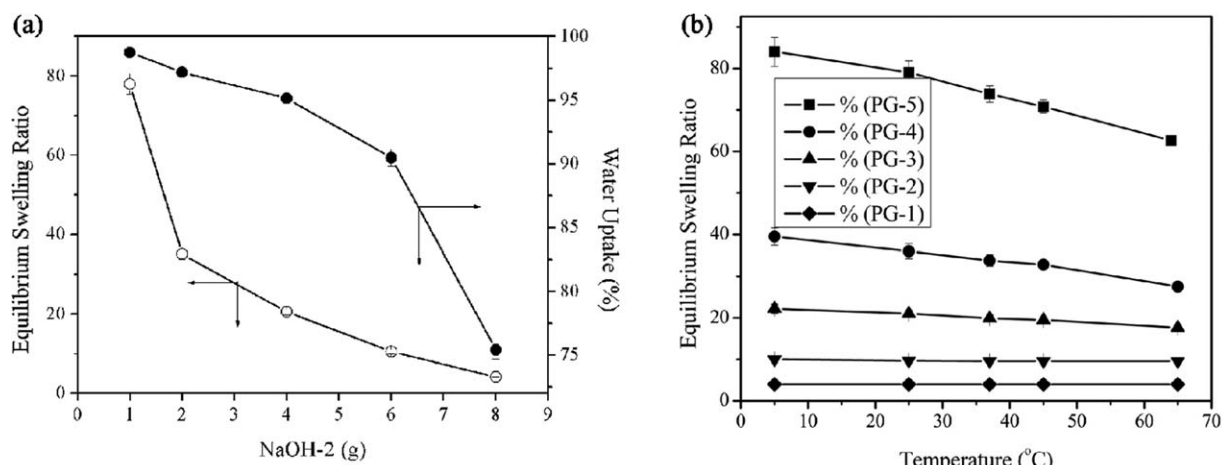 (a)
100
95
90
85
80
75
80
60
40
20
0
0 1 2 3 4 5 6 7 8 9
Equilibrium Swelling Ratio
Water Uptake (%)
NaOH-2 (g)
(b)
80
60
40
20
0
0 10 20 30 40 50 60 70
Equilibrium Swelling Ratio
% (PG-5)
% (PG-4)
% (PG-3)
% (PG-2)
% (PG-1)
Temperature (°C)